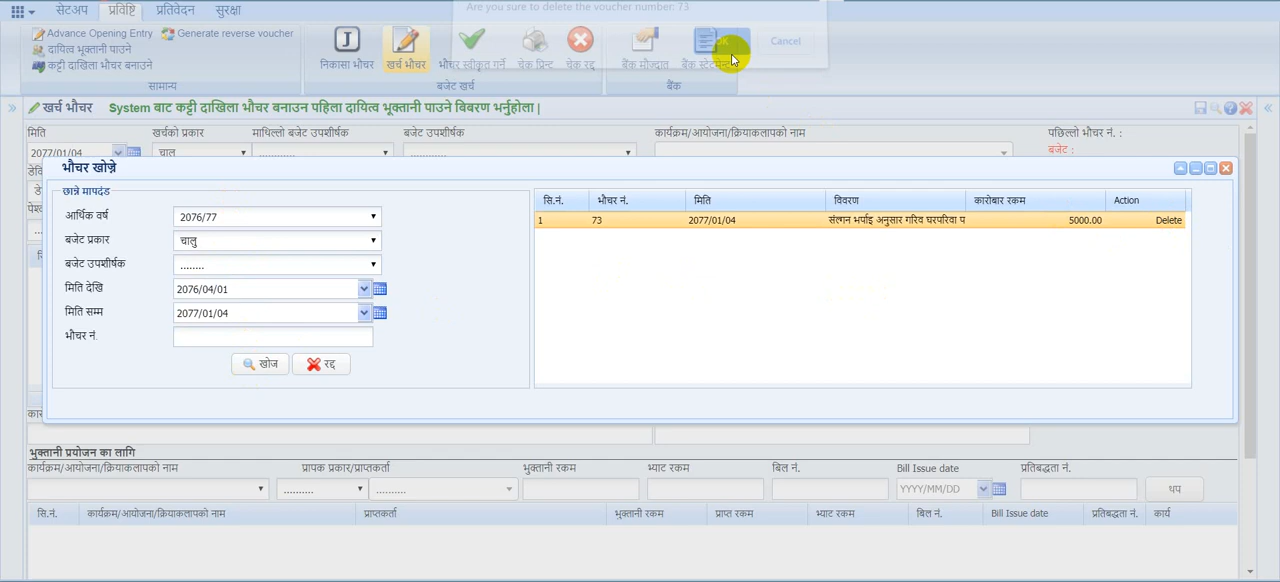 Are you sure to delete the voucher number: 73
OK Cancel
सेटअप प्रविष्टि प्रतिवेदन सुरक्षा
Advance Opening Entry Creating reverse voucher
दायित्व भूक्तानी पाउने
कट्टी दाखिला भौचर बनाउने
निकासा भौचर खर्च भौचर भौचर स्वीकृत गर्ने चेक प्रिन्ट चेक रद्द बैंक मौज्दात बैंक स्टेटमेन्ट
सामान्य बजेट खर्च बैंक
खर्च भौचर System बाट कट्टी दाखिला भौचर बनाउन पहिला दायित्व भूक्तानी पाउने बिबरण भर्नुहोला |
मिति खर्चको प्रकार माथिल्लो बजेट उपशीर्षक बजेट उपशीर्षक कार्यक्रम/आयोजना/क्रियाकलापको नाम पछिल्लो भौचर नं. :
2077/01/04 चालु ............ ............ बजेट :
भौचर खोज्ने
छान्ने मापदंड
आर्थिक वर्ष 2076/77
बजेट प्रकार चालु
बजेट उपशीर्षक ........
मिति देखि 2076/04/01
मिति सम्म 2077/01/04
भौचर नं.
खोज रद्द
सि.नं. भौचर नं. मिति विवरण कारोबार रकम Action
1 73 2077/01/04 संल्गन भर्पाइ अनुसार गरिव घरपरिवा प 5000.00 Delete
भुक्तानी प्रयोजन का लागि
कार्यक्रम/आयोजना/क्रियाकलापको नाम प्रापक प्रकार/प्राप्तकर्ता भुक्तानी रकम भ्याट रकम बिल नं. Bill Issue date प्रतिबद्धता नं.
.......... .......... YYYY/MM/DD थप
सि.नं. कार्यक्रम/आयोजना/क्रियाकलापको नाम प्राप्तकर्ता भुक्तानी रकम प्राप्त रकम भ्याट रकम बिल नं. Bill Issue date प्रतिबद्धता नं. कार्य